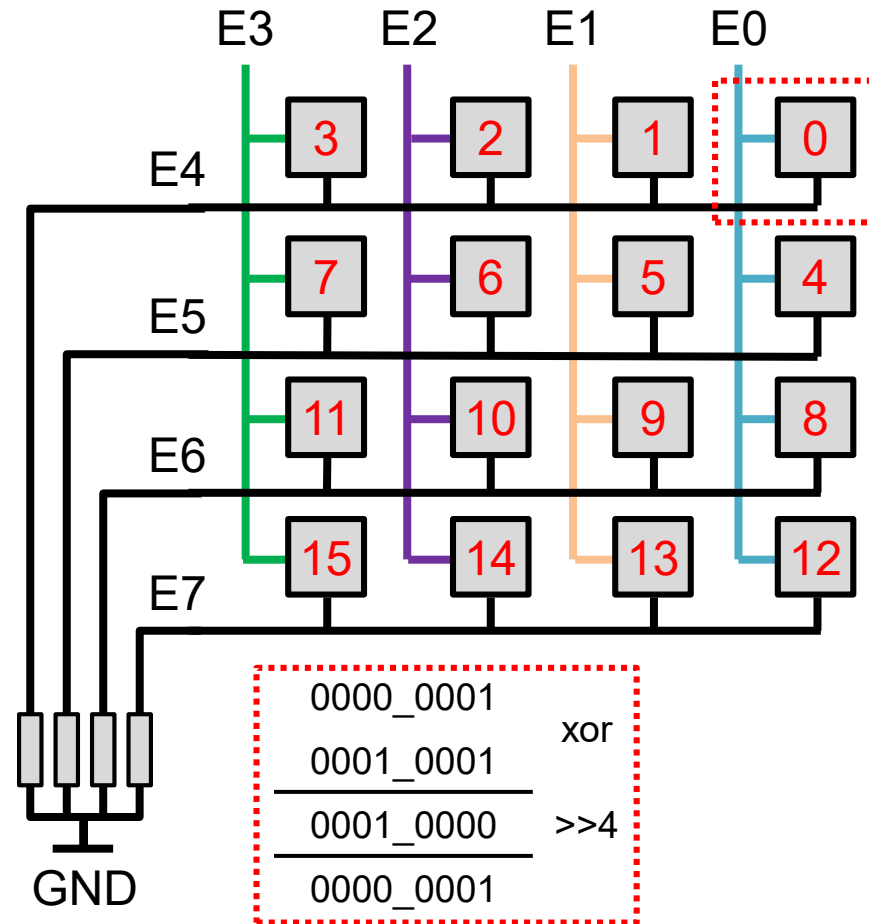 E3 E2 E1 E0
3 2 1 0
E4
7 6 5 4
E5
11 10 9 8
E6
15 14 13 12
E7
0000_0001
xor
0001_0001
0001_0000 >>4
0000_0001
GND